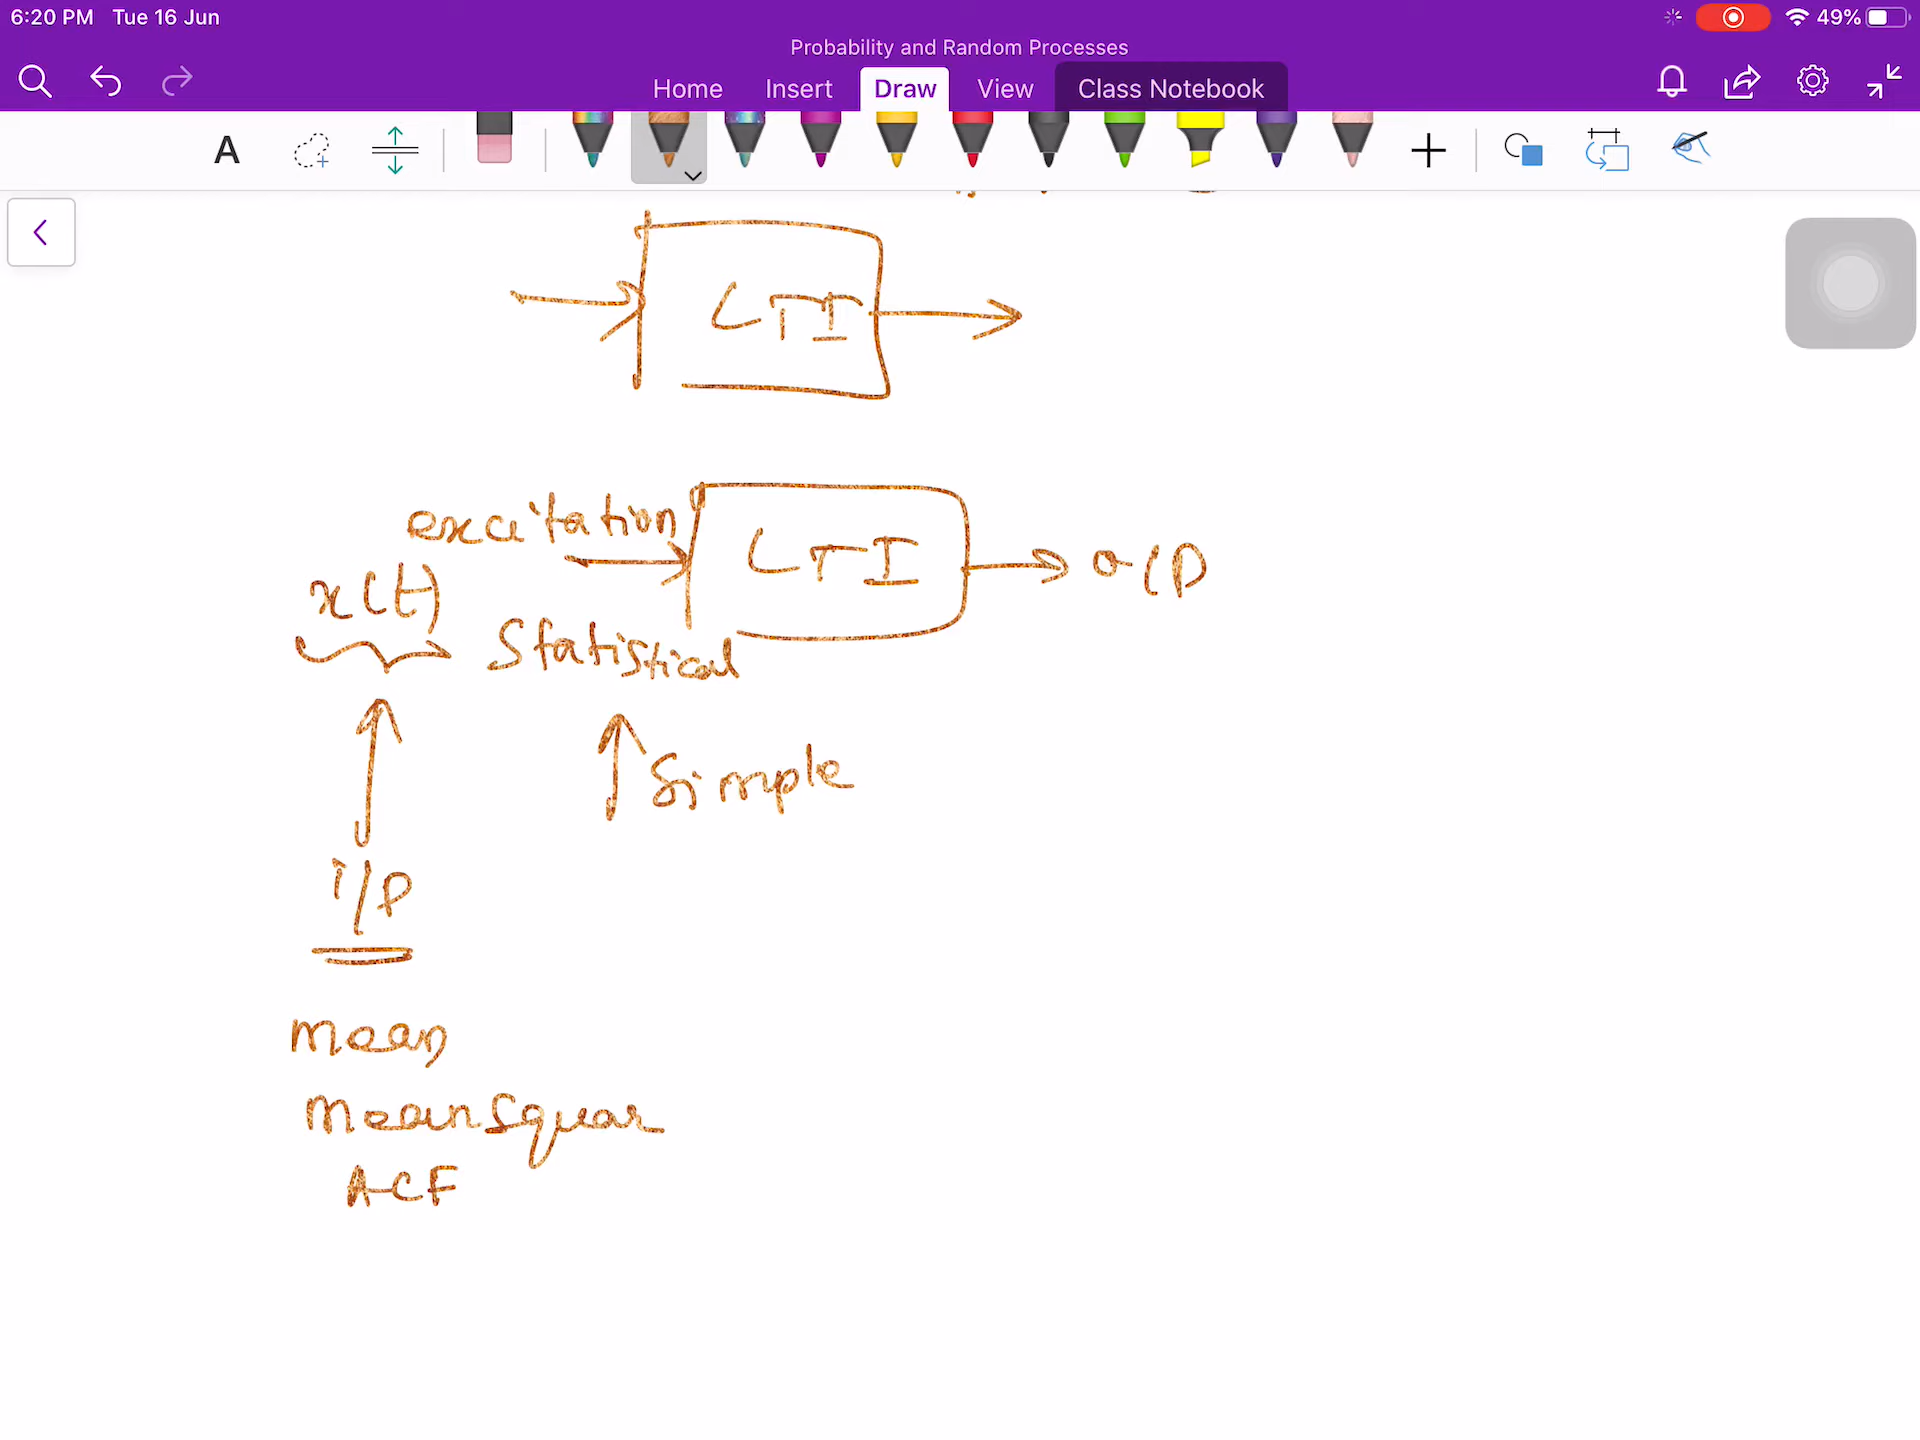 6:20 PM Tue 16 Jun
49%
Probability and Random Processes
Home Insert Draw View Class Notebook
A
LTI
excitation
LTI
o/p
x(t)
Statistical
Simple
i/p
mean
mean squar
ACF